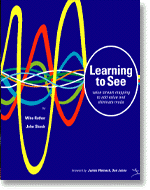 Learning to See
value stream mapping
to add value and
eliminate muda
Mike Rother
John Shook